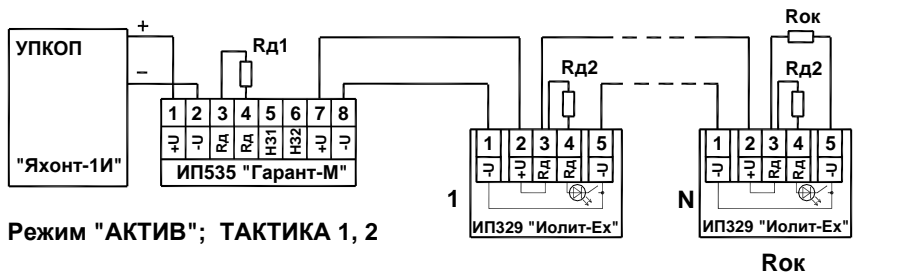 Rок
УПКОП
+
Rд1
Rд2
Rд2
–
1 2 3 4 5 6 7 8
+U -U Rд Rд НЗ1 НЗ2 +U -U
"Яхонт-1И"
ИП535 "Гарант-М"
1 2 3 4 5
-U +U Rд Rд -U
1 2 3 4 5
-U +U Rд Rд -U
1
N
ИП329 "Иолит-Ex"
ИП329 "Иолит-Ex"
Режим "АКТИВ"; ТАКТИКА 1, 2
Rок